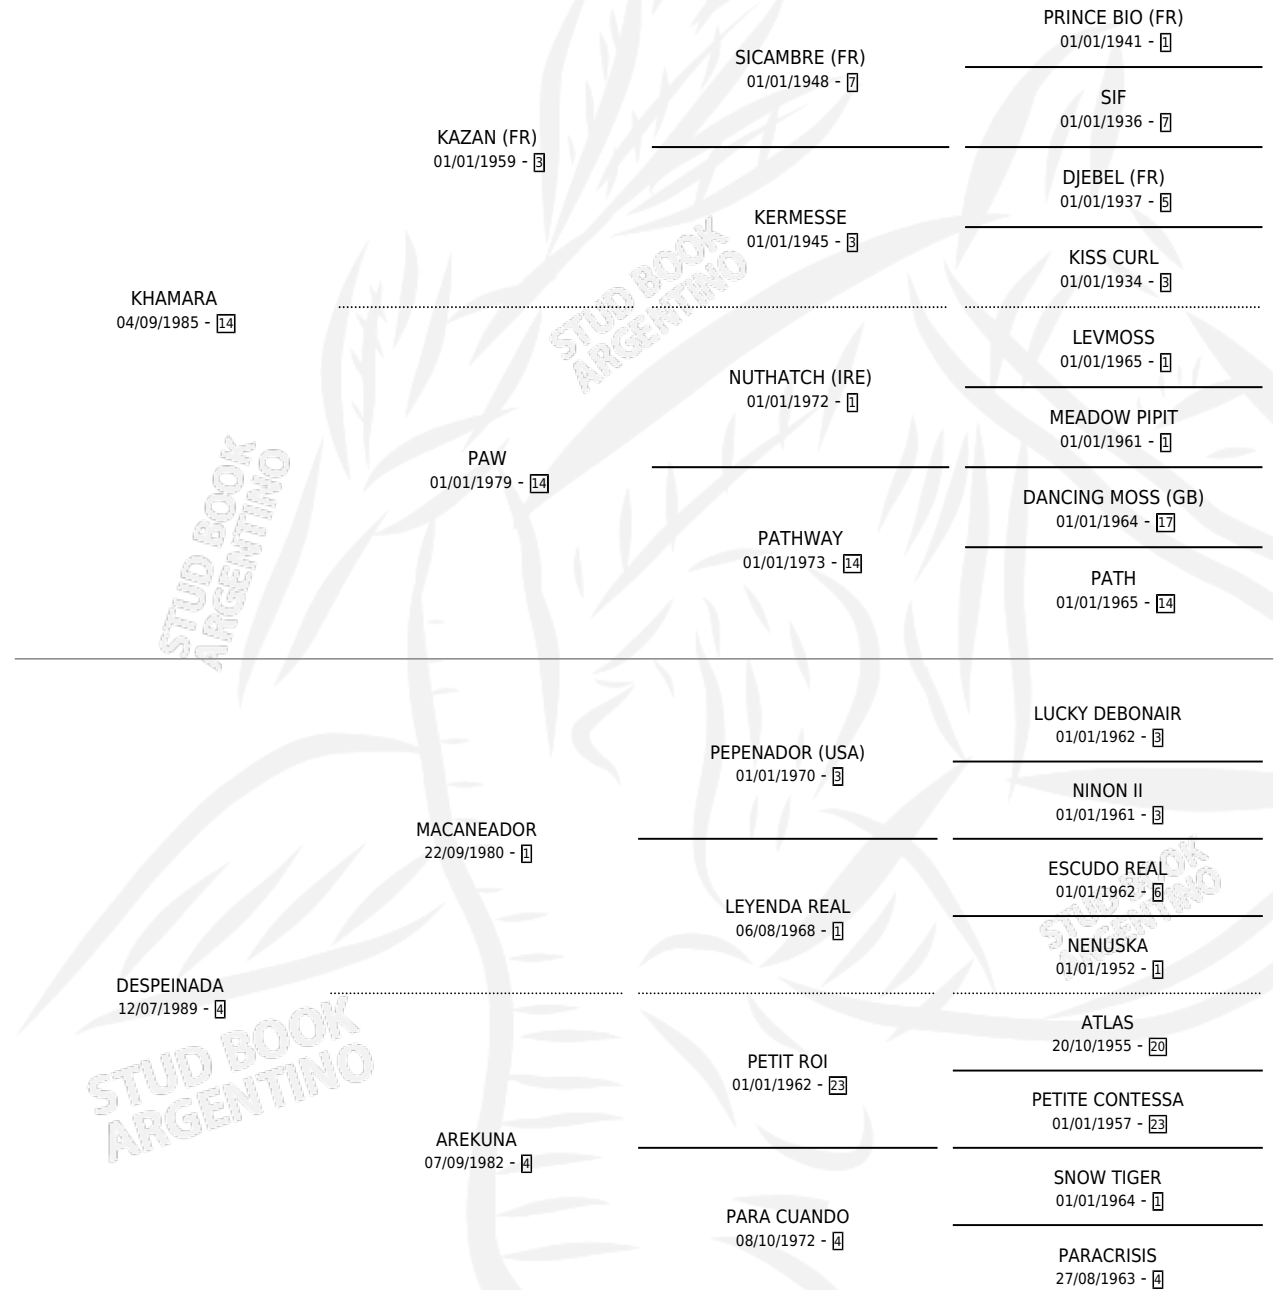 PRINCE BIO (FR)
01/01/1941 - 1
SICAMBRE (FR)
01/01/1948 - 7
SIF
01/01/1936 - 7
KAZAN (FR)
01/01/1959 - 3
DJEBEL (FR)
01/01/1937 - 5
KERMESSE
01/01/1945 - 3
KISS CURL
01/01/1934 - 3
KHAMARA
04/09/1985 - 14
LEVMOSS
01/01/1965 - 1
NUTHATCH (IRE)
01/01/1972 - 1
MEADOW PIPIT
01/01/1961 - 1
PAW
01/01/1979 - 14
DANCING MOSS (GB)
01/01/1964 - 17
PATHWAY
01/01/1973 - 14
PATH
01/01/1965 - 14
LUCKY DEBONAIR
01/01/1962 - 3
PEPENADOR (USA)
01/01/1970 - 3
NINON II
01/01/1961 - 3
MACANEADOR
22/09/1980 - 1
ESCUDO REAL
01/01/1962 - 6
LEYENDA REAL
06/08/1968 - 1
NENUSKA
01/01/1952 - 1
DESPEINADA
12/07/1989 - 4
ATLAS
20/10/1955 - 20
PETIT ROI
01/01/1962 - 23
PETITE CONTESSA
01/01/1957 - 23
AREKUNA
07/09/1982 - 4
SNOW TIGER
01/01/1964 - 1
PARA CUANDO
08/10/1972 - 4
PARACRISIS
27/08/1963 - 4
STUD BOOK
ARGENTINO
STUD BOOK
ARGENTINO
STUD BOOK
ARGENTINO
STUD BOOK
ARGENTINO